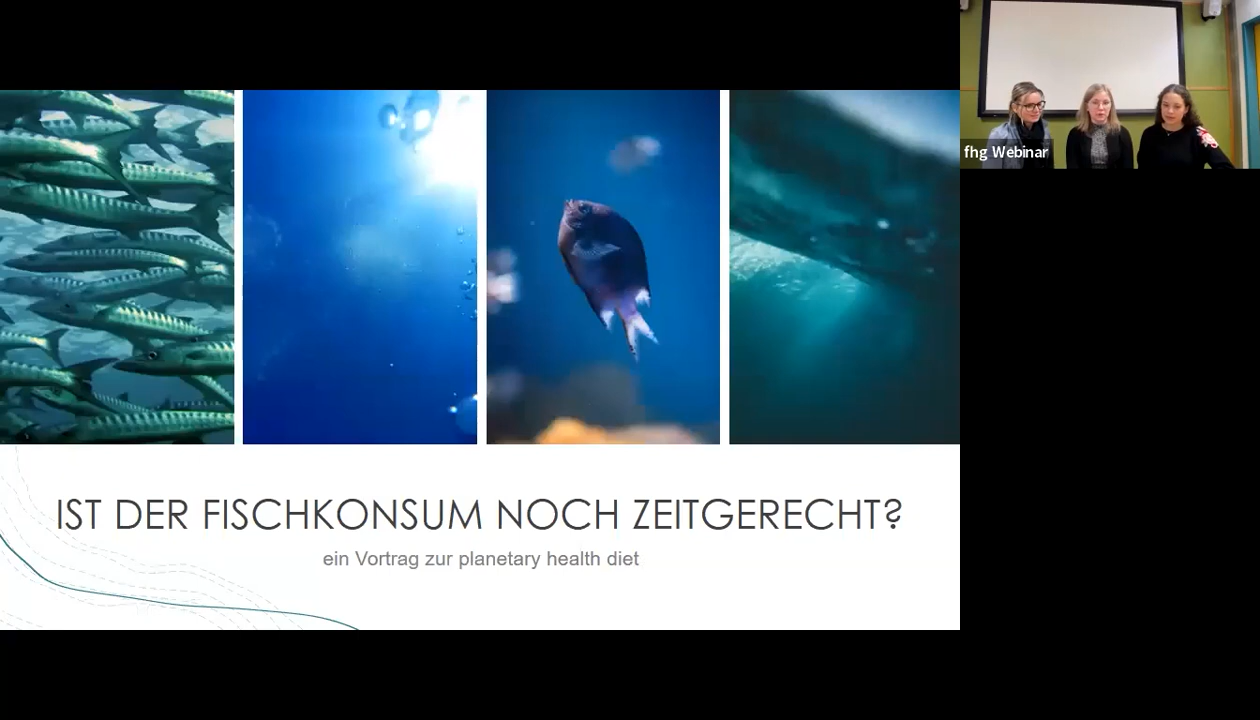 fhg Webinar
IST DER FISCHKONSUM NOCH ZEITGERECHT?
ein Vortrag zur planetary health diet